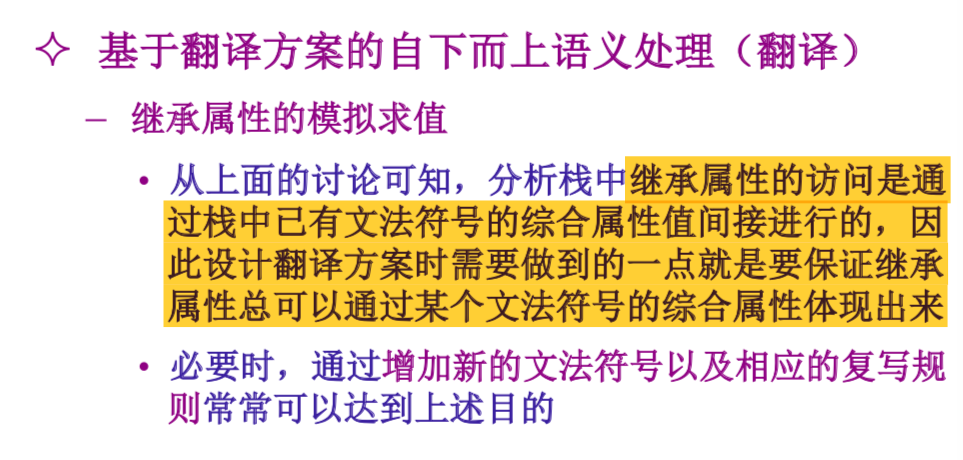 ✧ 基于翻译方案的自下而上语义处理（翻译）
– 继承属性的模拟求值
• 从上面的讨论可知，分析栈中继承属性的访问是通
过栈中已有文法符号的综合属性值间接进行的，因
此设计翻译方案时需要做到的一点就是要保证继承
属性总可以通过某个文法符号的综合属性体现出来
• 必要时，通过增加新的文法符号以及相应的复写规
则常常可以达到上述目的